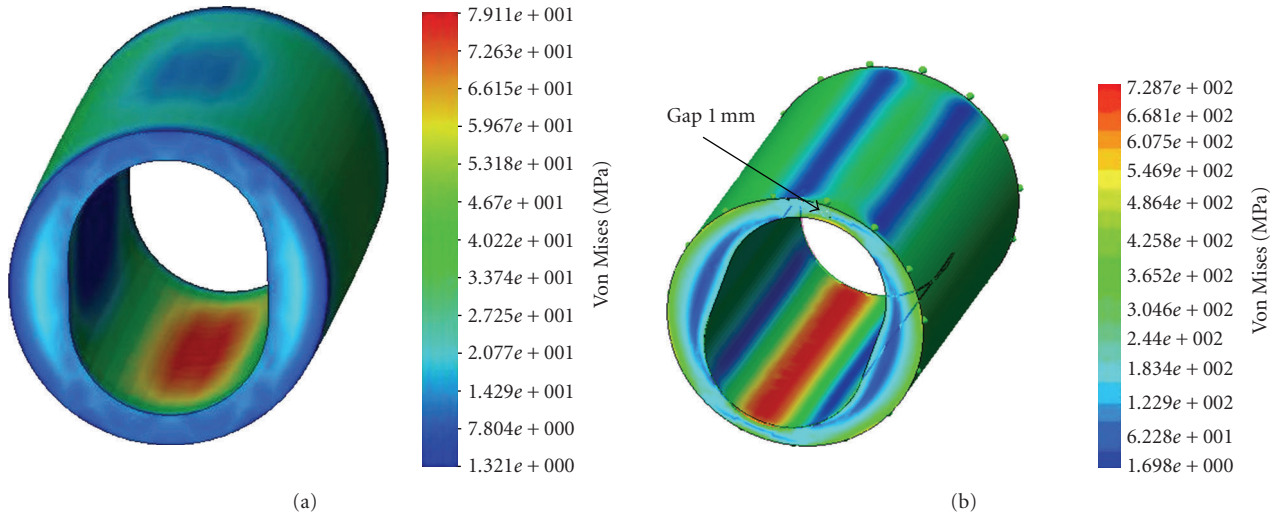 7.911e + 001
7.263e + 001
6.615e + 001
5.967e + 001
5.318e + 001
4.67e + 001
4.022e + 001
3.374e + 001
2.725e + 001
2.077e + 001
1.429e + 001
7.804e + 000
1.321e + 000
Von Mises (MPa)
(a)
Gap 1 mm
7.287e + 002
6.681e + 002
6.075e + 002
5.469e + 002
4.864e + 002
4.258e + 002
3.652e + 002
3.046e + 002
2.44e + 002
1.834e + 002
1.229e + 002
6.228e + 001
1.698e + 000
Von Mises (MPa)
(b)